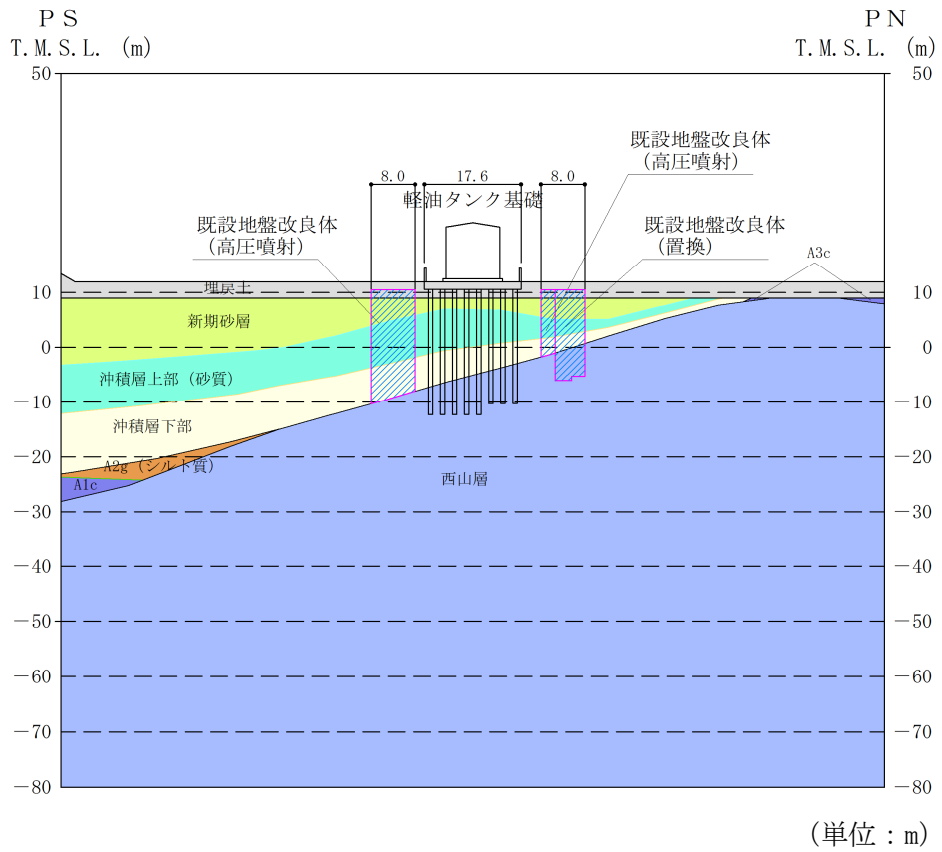 ＰＳ
ＰＮ
T.M.S.L. (m)
T.M.S.L. (m)
50
50
既設地盤改良体
（高圧噴射）
8.0
17.6
8.0
軽油タンク基礎
既設地盤改良体
（高圧噴射）
既設地盤改良体
（置換）
A3c
10
埋戻土
10
新期砂層
0
0
沖積層上部（砂質）
−10
−10
沖積層下部
−20
A2g（シルト質）
−20
A1c
西山層
−30
−30
−40
−40
−50
−50
−60
−60
−70
−70
−80
−80
（単位：m）